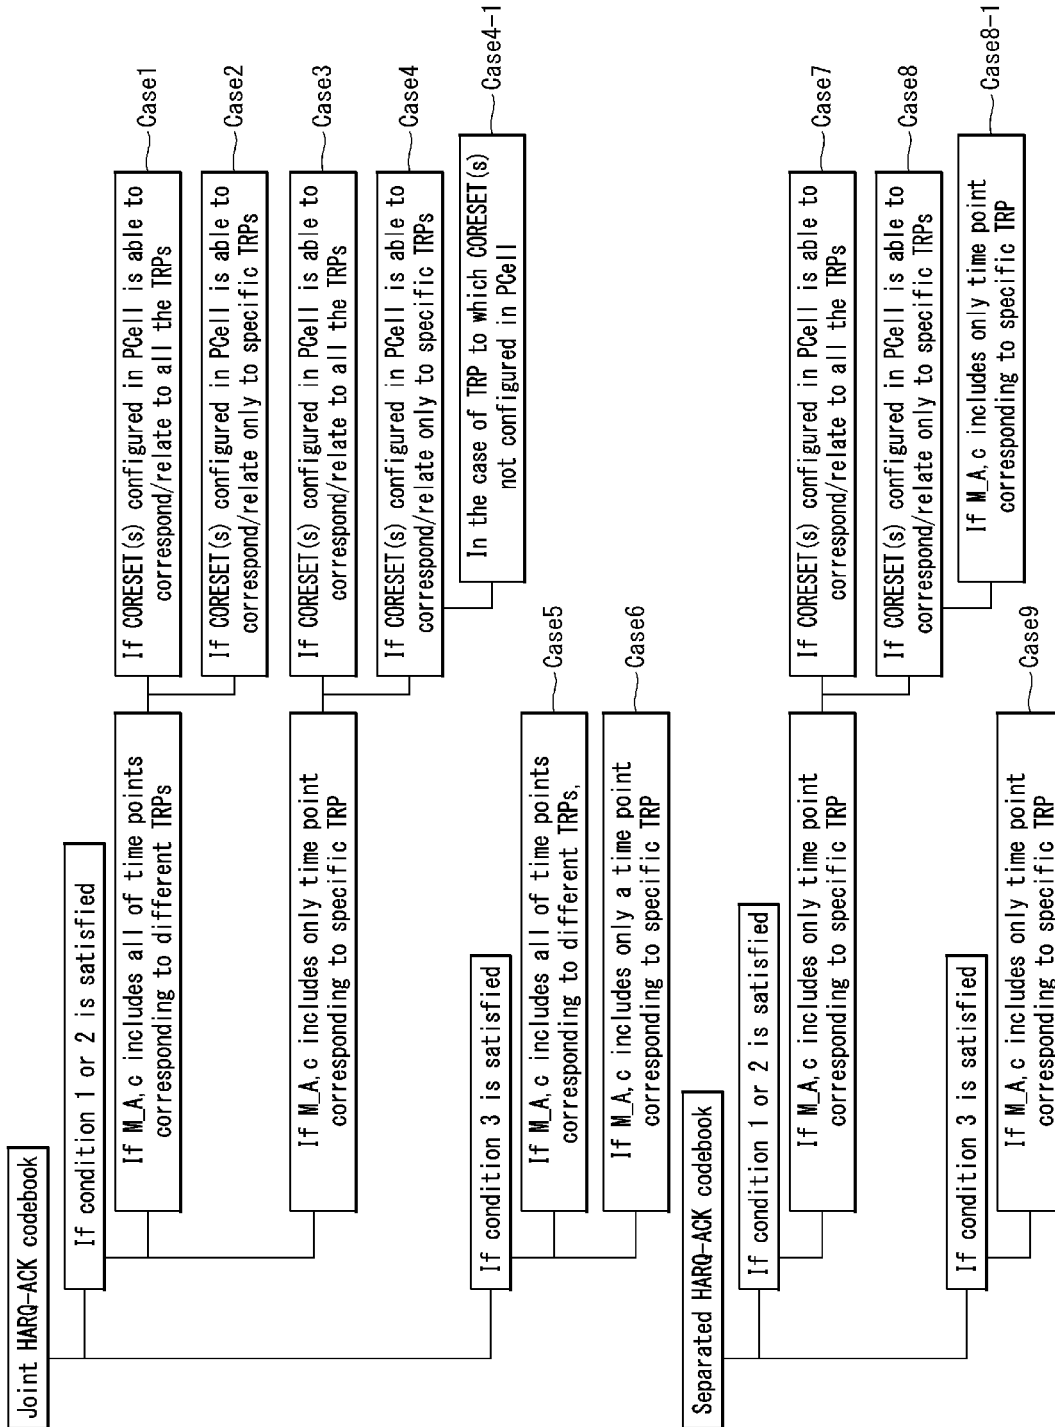 Joint HARQ-ACK codebook
If condition 1 or 2 is satisfied
If M_A,c includes all of time points
corresponding to different TRPs
If CORESET(s) configured in PCell is able to
correspond/relate to all the TRPs
Case1
If CORESET(s) configured in PCell is able to
correspond/relate only to specific TRPs
Case2
If M_A,c includes only time point
corresponding to specific TRP
If CORESET(s) configured in PCell is able to
correspond/relate to all the TRPs
Case3
If CORESET(s) configured in PCell is able to
correspond/relate only to specific TRPs
Case4
In the case of TRP to which CORESET(s)
not configured in PCell
Case4-1
If condition 3 is satisfied
If M_A,c includes all of time points
corresponding to different TRPs,
Case5
If M_A,c includes only a time point
corresponding to specific TRP
Case6
Separated HARQ-ACK codebook
If condition 1 or 2 is satisfied
If M_A,c includes only time point
corresponding to specific TRP
If CORESET(s) configured in PCell is able to
correspond/relate to all the TRPs
Case7
If CORESET(s) configured in PCell is able to
correspond/relate only to specific TRPs
Case8
If M_A,c includes only time point
corresponding to specific TRP
Case8-1
If condition 3 is satisfied
If M_A,c includes only time point
corresponding to specific TRP
Case9